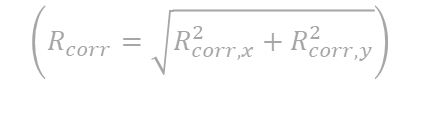 (R_corr = √(R²_corr,x + R²_corr,y))